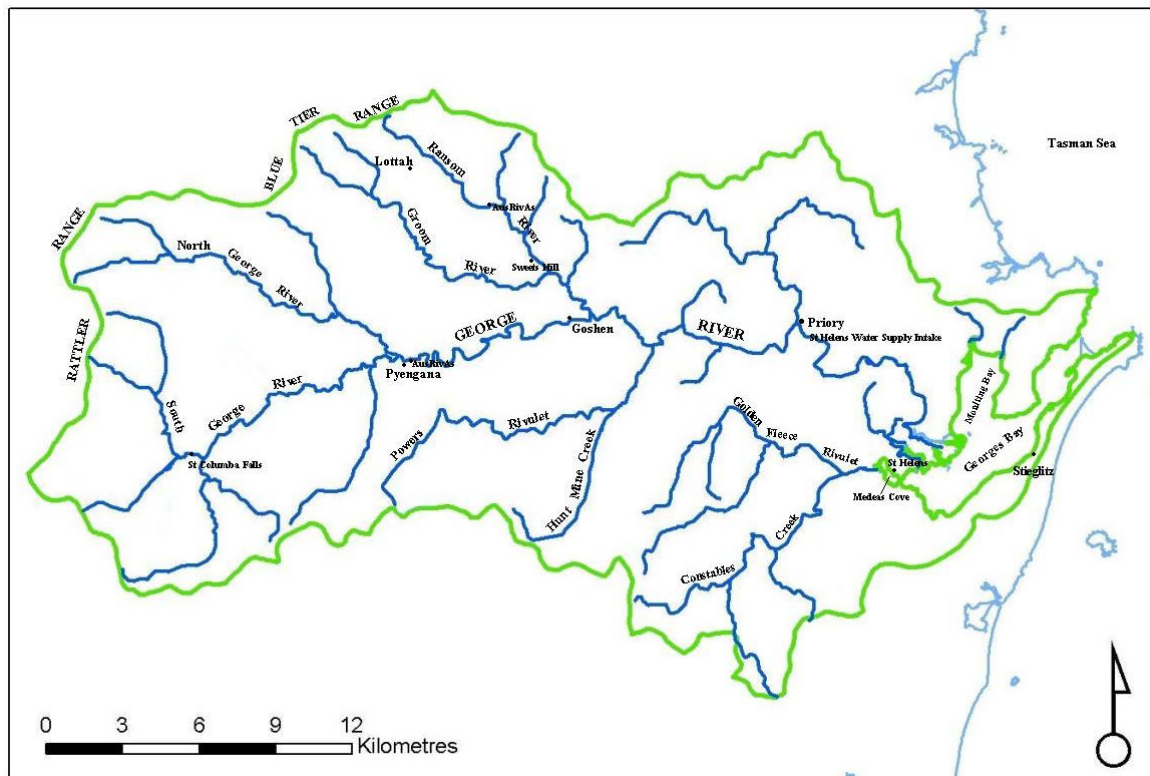 TIER RANGE
BLUE
RANGE
RATTLER
Tasman Sea
Lottah
Ransom River
AusRivAs
Sweets Hill
Groom River
North George River
GEORGE RIVER
Goshen
Priory
St Helens Water Supply Intake
AusRivAs
Pyengana
South George River
St Columba Falls
Powers Rivulet
Hunt Mine Creek
Golden Fleece Rivulet
Constables Creek
Moulting Bay
Georges Bay
St Helens
Medeas Cove
Stieglitz
0 3 6 9 12
Kilometres